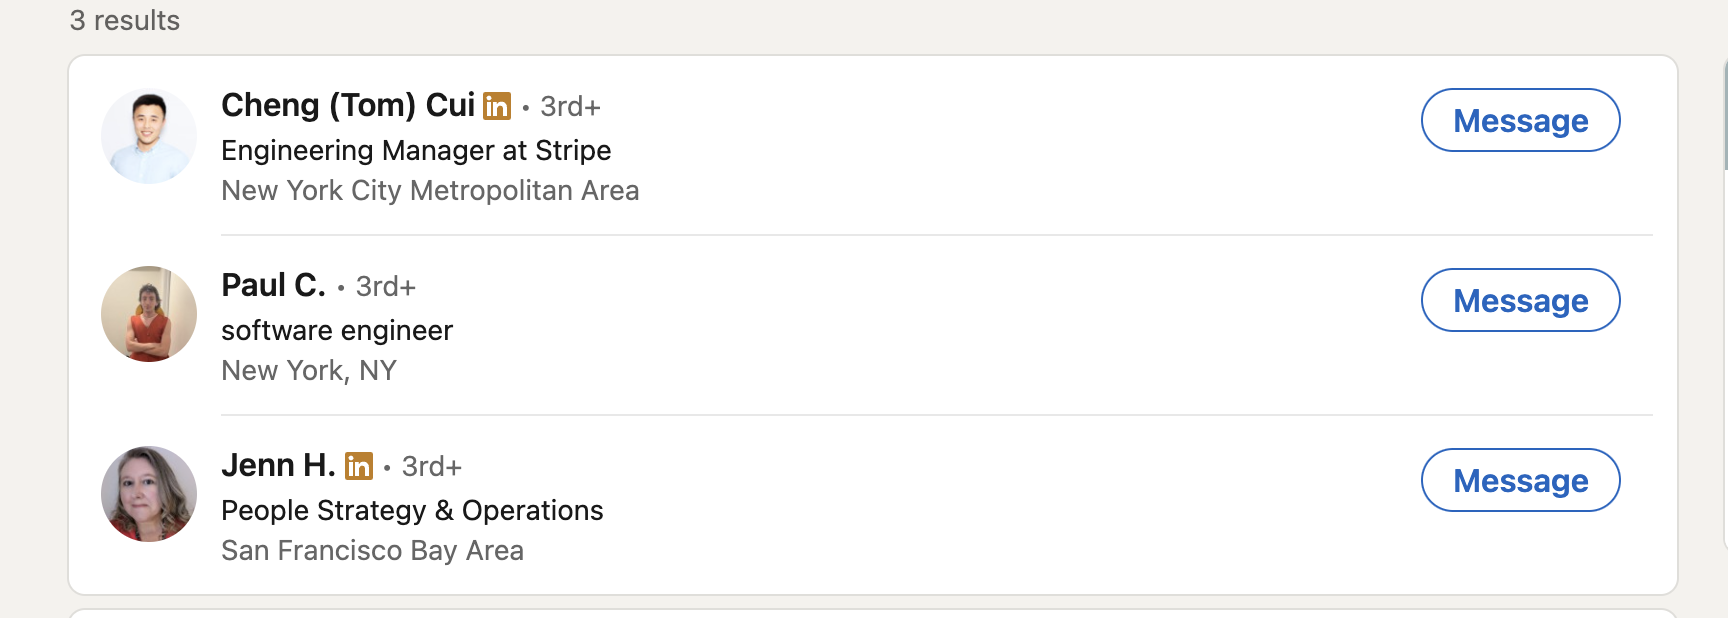 3 results
Cheng (Tom) Cui in • 3rd+
Message
Engineering Manager at Stripe
New York City Metropolitan Area
Paul C. • 3rd+
Message
software engineer
New York, NY
Jenn H. in • 3rd+
Message
People Strategy & Operations
San Francisco Bay Area